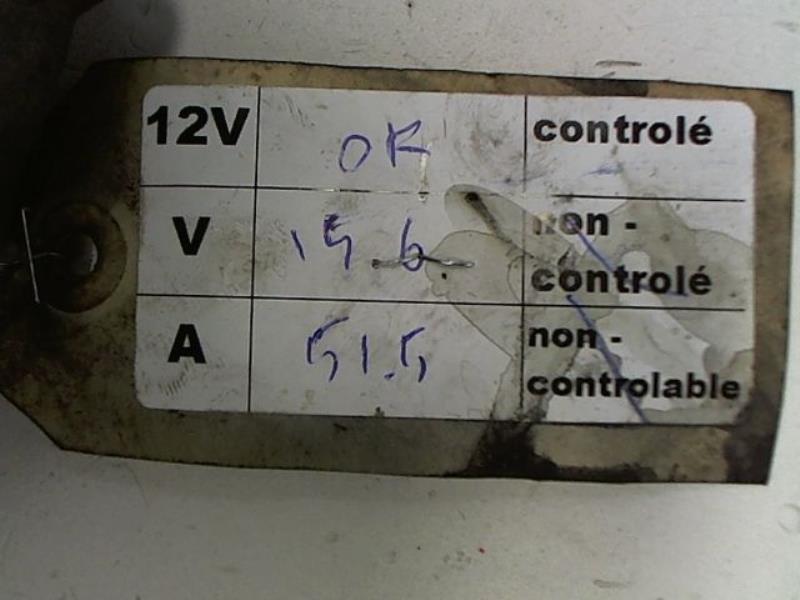 12V OK controlé
V 15 6 non -
controlé
A 51.5 non -
controlable